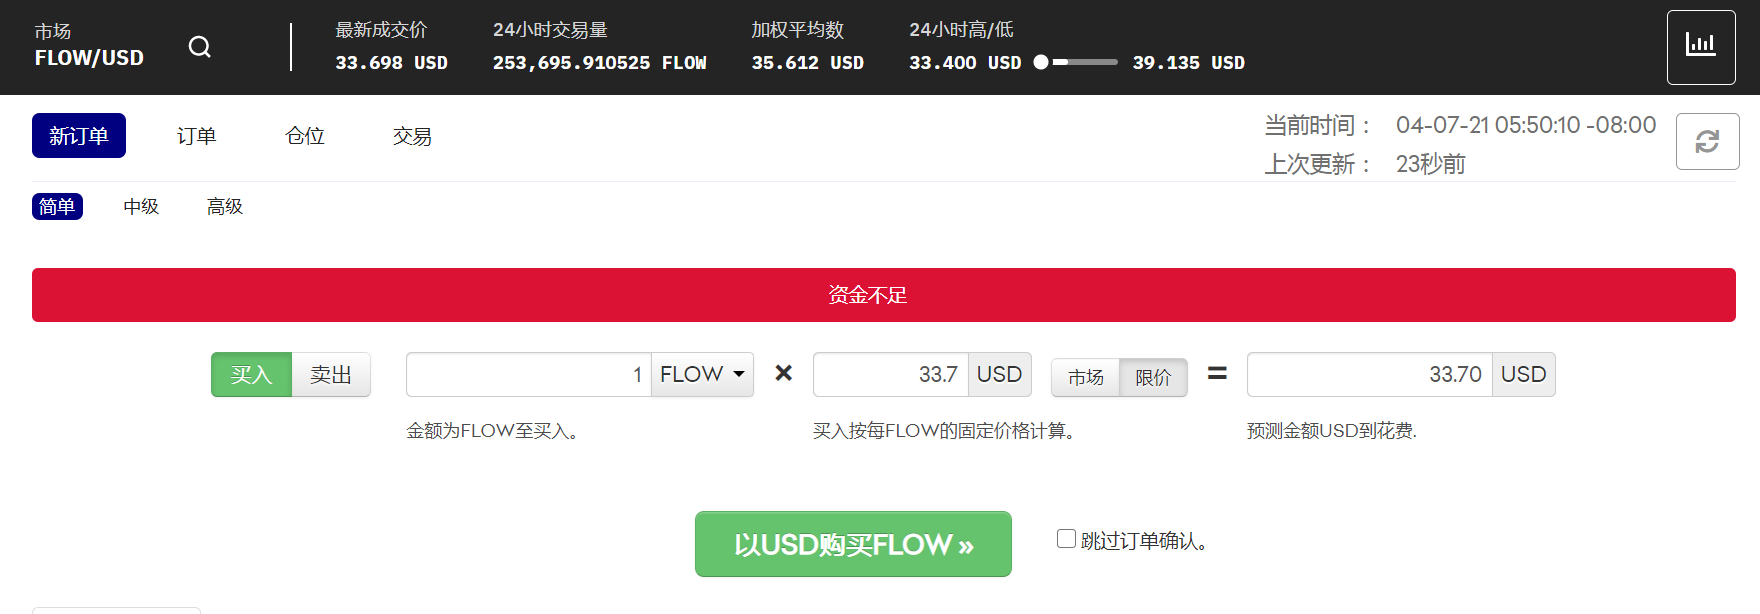 市场
FLOW/USD
最新成交价
33.698 USD
24小时交易量
253,695.910525 FLOW
加权平均数
35.612 USD
24小时高/低
33.400 USD 39.135 USD
新订单 订单 仓位 交易
当前时间： 04-07-21 05:50:10 -08:00
上次更新： 23秒前
简单 中级 高级
资金不足
买入 卖出 1 FLOW × 33.7 USD 市场 限价 = 33.70 USD
金额为FLOW至买入。 买入按每FLOW的固定价格计算。 预测金额USD到花费.
以USD购买FLOW » 跳过订单确认。